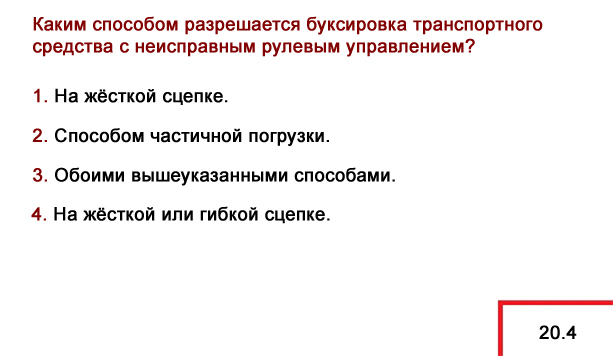 Каким способом разрешается буксировка транспортного
средства с неисправным рулевым управлением?
1. На жёсткой сцепке.
2. Способом частичной погрузки.
3. Обоими вышеуказанными способами.
4. На жёсткой или гибкой сцепке.
20.4